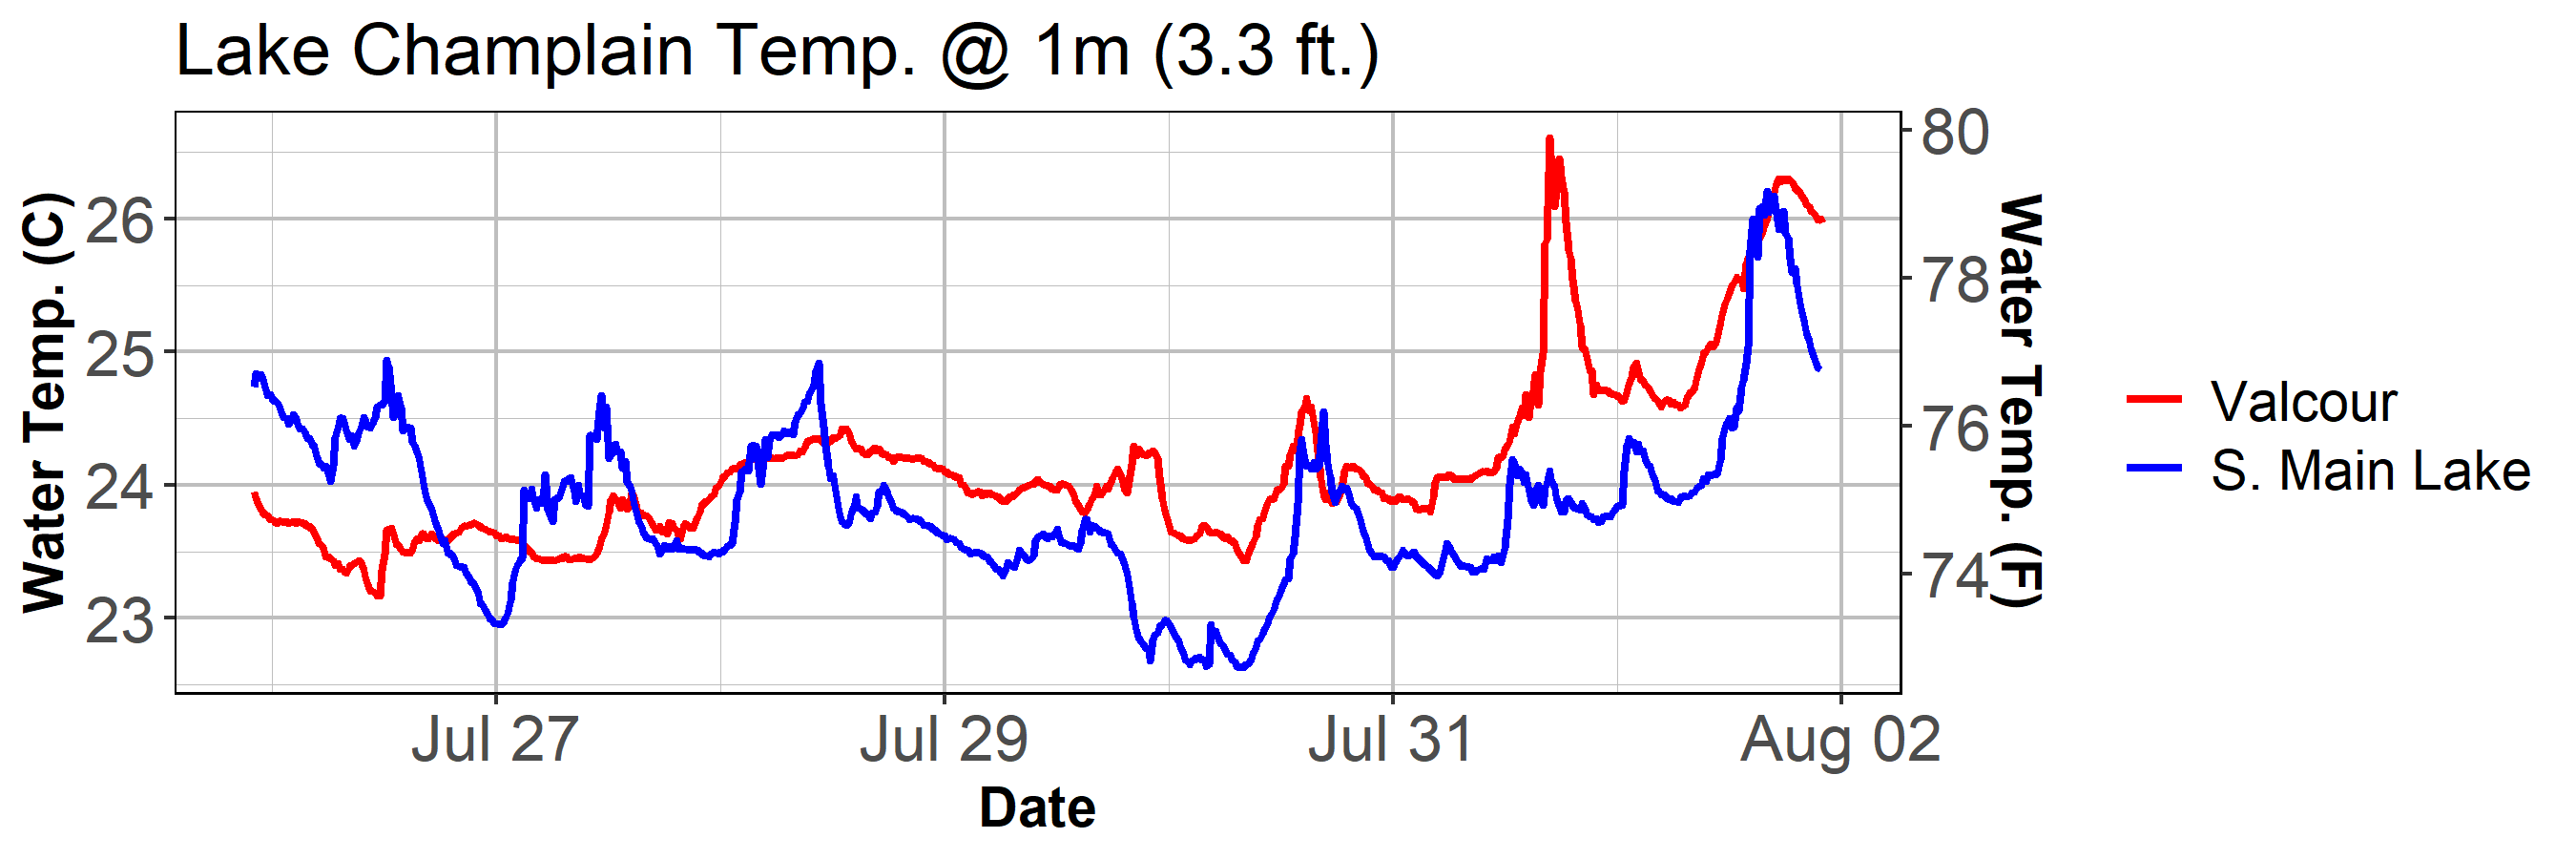 Lake Champlain Temp. @ 1m (3.3 ft.)
Water Temp. (C)
26
25
24
23
80
78
76
74
Water Temp. (F)
Jul 27
Jul 29
Jul 31
Aug 02
Date
Valcour
S. Main Lake